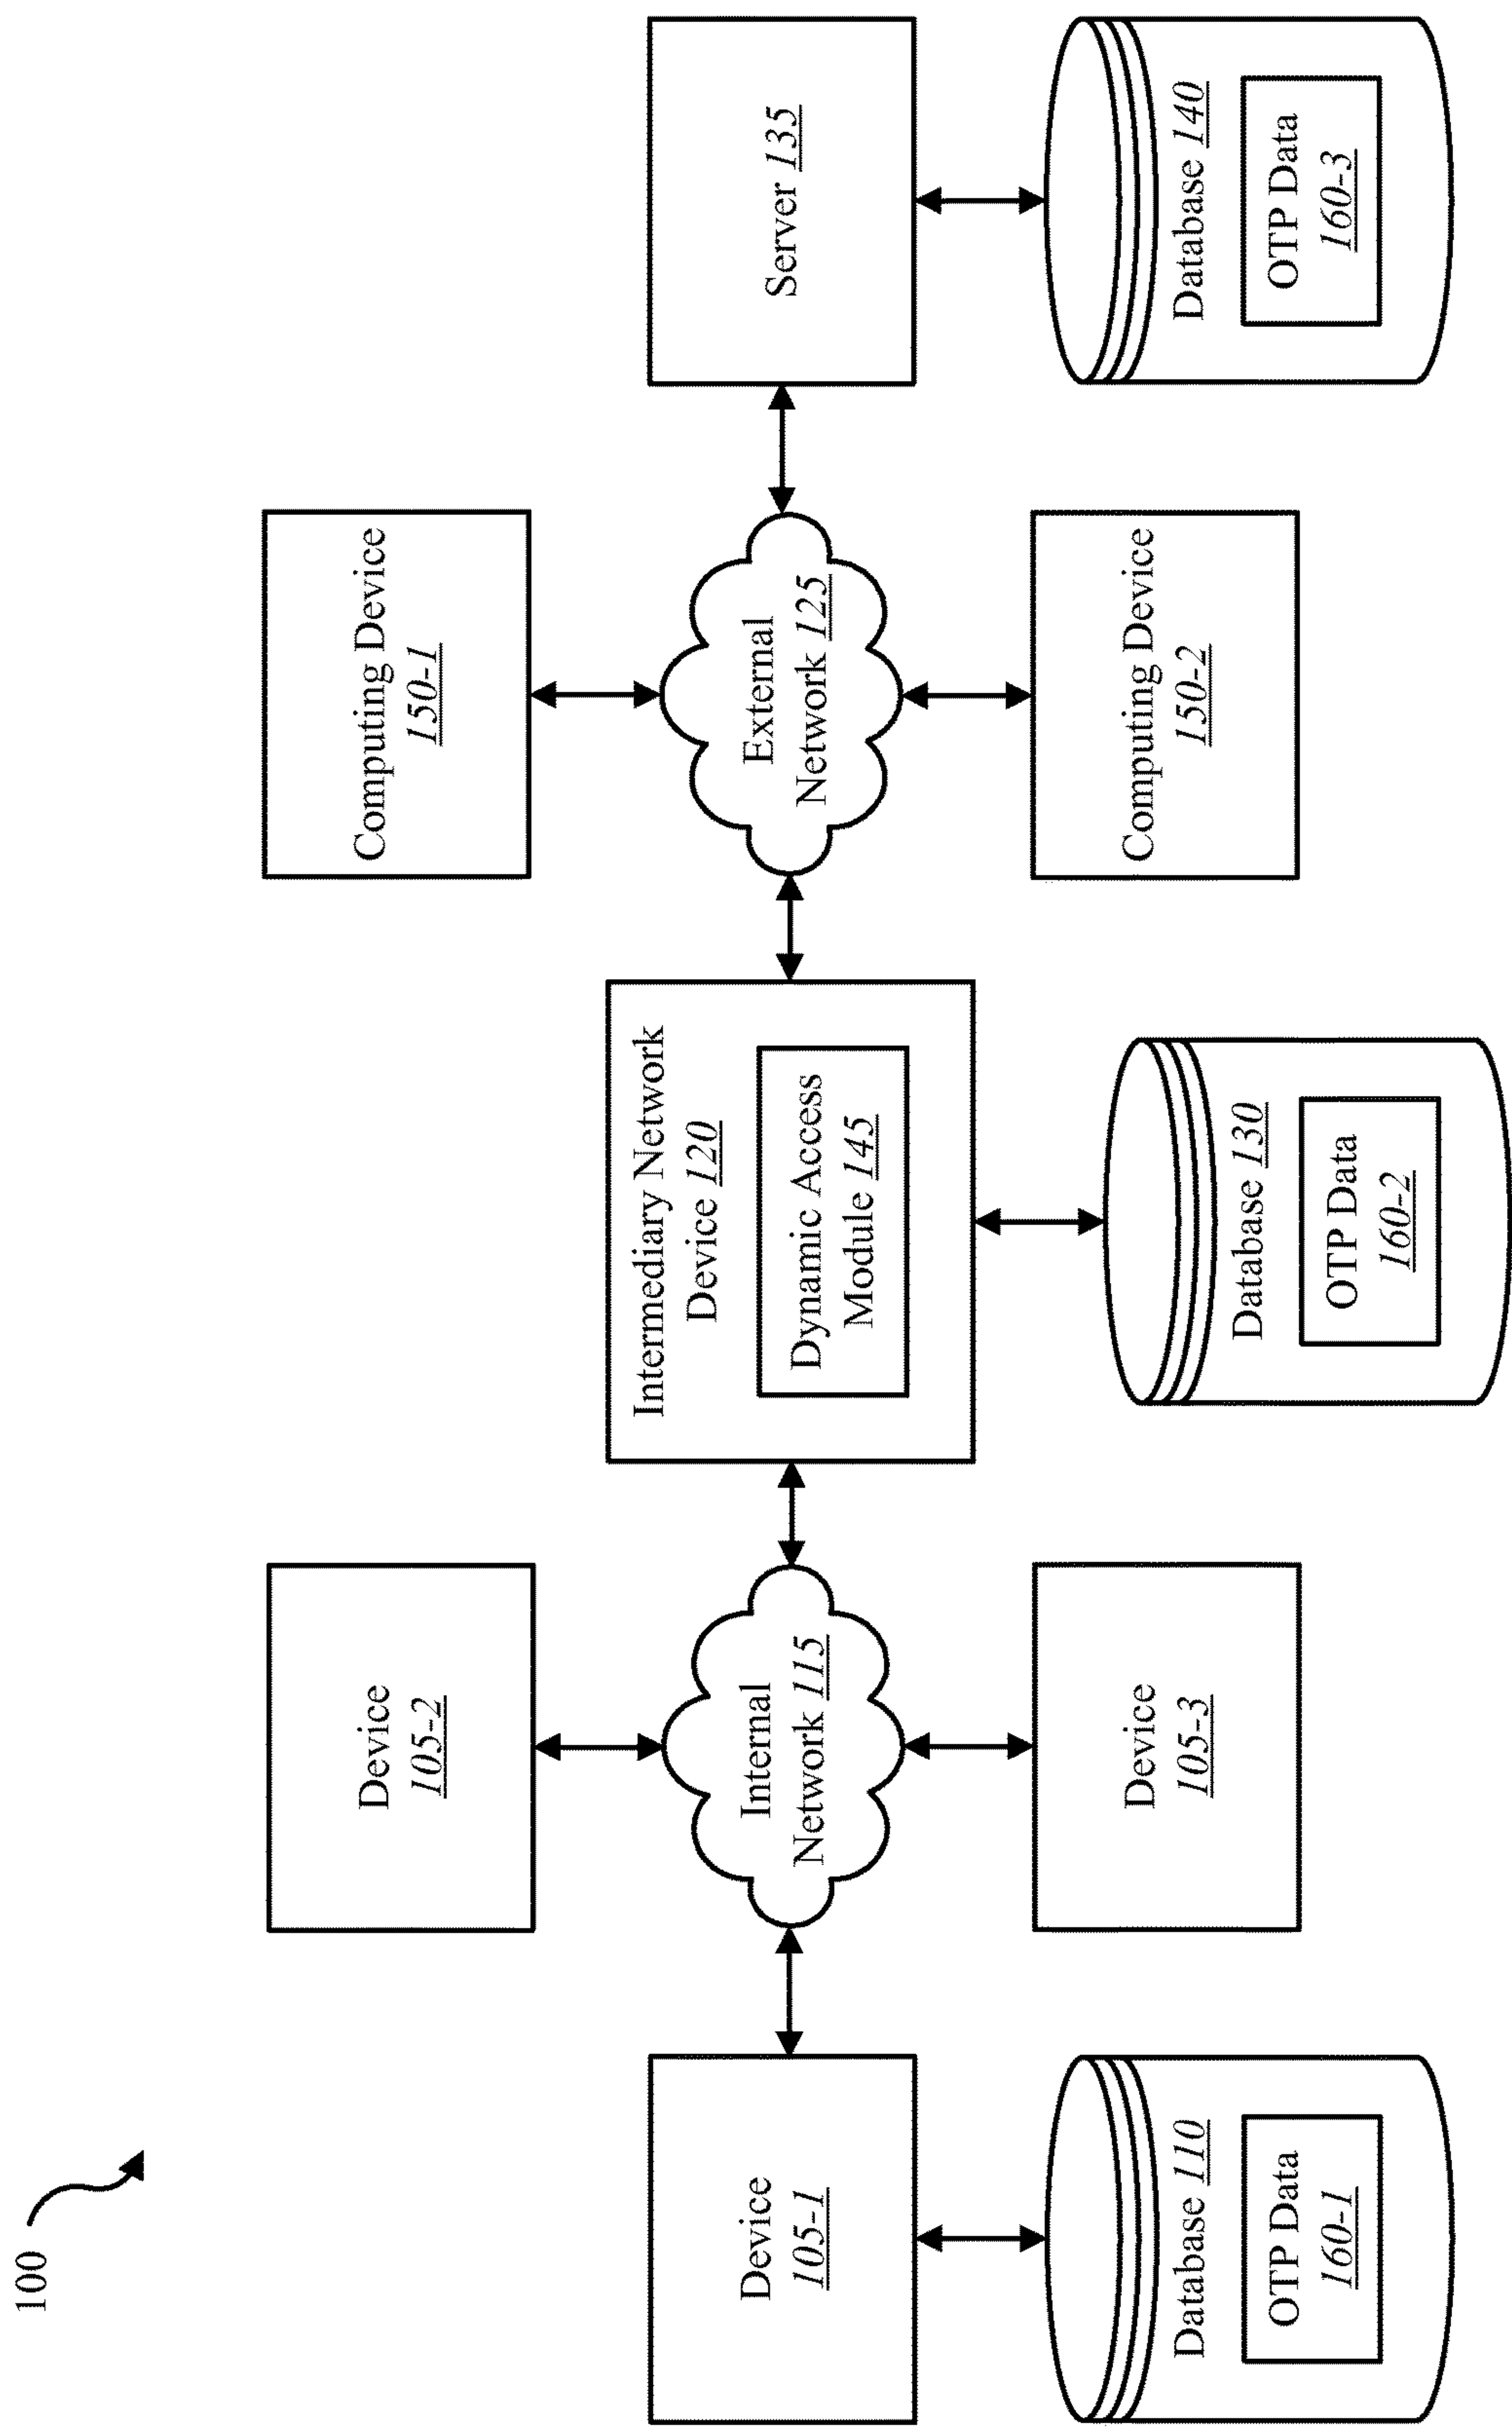 100
Device
105-2
Computing Device
150-1
Device
105-1
Internal
Network 115
Intermediary Network
Device 120
Dynamic Access
Module 145
External
Network 125
Server 135
Device
105-3
Computing Device
150-2
Database 110
OTP Data
160-1
Database 130
OTP Data
160-2
Database 140
OTP Data
160-3